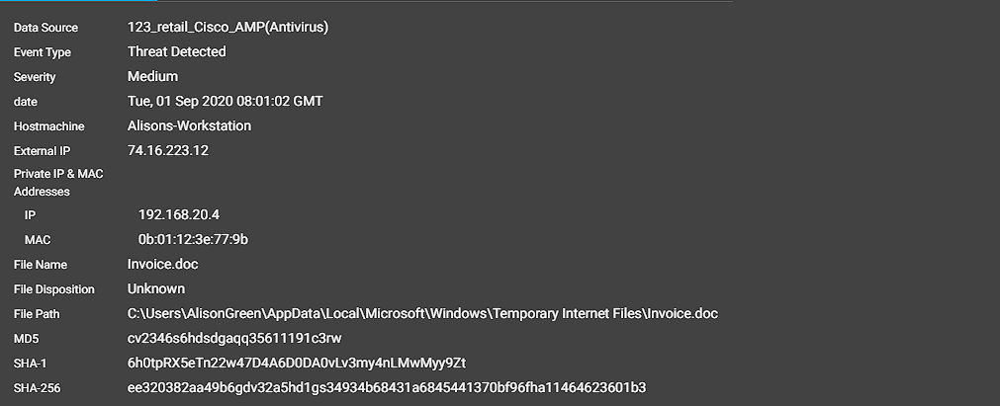 Data Source 123_retail_Cisco_AMP(Antivirus)
Event Type Threat Detected
Severity Medium
date Tue, 01 Sep 2020 08:01:02 GMT
Hostmachine Alisons-Workstation
External IP 74.16.223.12
Private IP & MAC
Addresses
IP 192.168.20.4
MAC 0b:01:12:3e:77:9b
File Name Invoice.doc
File Disposition Unknown
File Path C:\Users\AlisonGreen\AppData\Local\Microsoft\Windows\Temporary Internet Files\Invoice.doc
MD5 cv2346s6hdsdgaqq35611191c3rw
SHA-1 6h0tpRX5eTn22w47D4A6D0DA0vLv3my4nLMwMyy9Zt
SHA-256 ee320382aa49b6gdv32a5hd1gs34934b68431a6845441370bf96fha11464623601b3